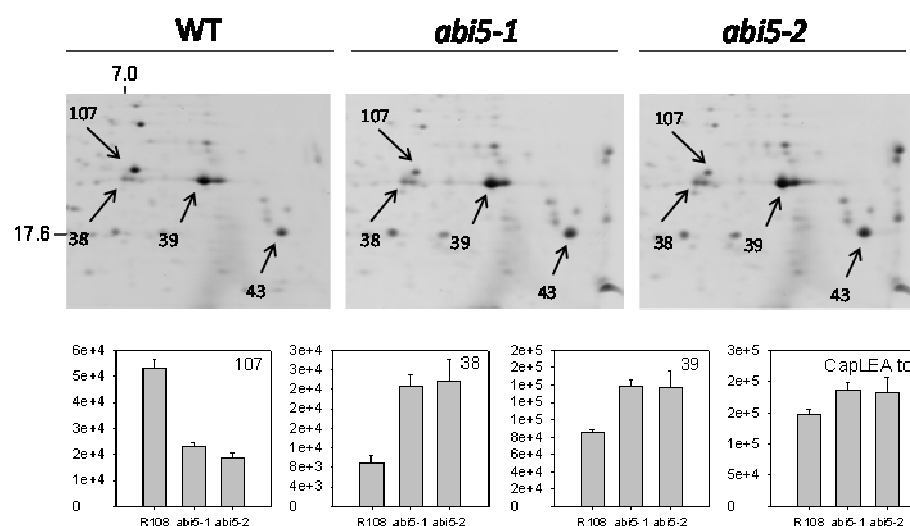 WT abi5-1 abi5-2
7.0
107 107 107
17.6
38 39 38 39 38 39
43 43 43
6e+4 5e+4 4e+4 3e+4 2e+4 1e+4 0
107
R108 abi5-1 abi5-2
3e+4 2e+4 2e+4 2e+4 1e+4 8e+3 4e+3 0
38
R108 abi5-1 abi5-2
2e+5 2e+5 1e+5 1e+5 1e+5 8e+4 6e+4 4e+4 2e+4 0
39
R108 abi5-1 abi5-2
3e+5 2e+5 2e+5 1e+5 5e+4 0
CapLEA to
R108 abi5-1 abi5-2